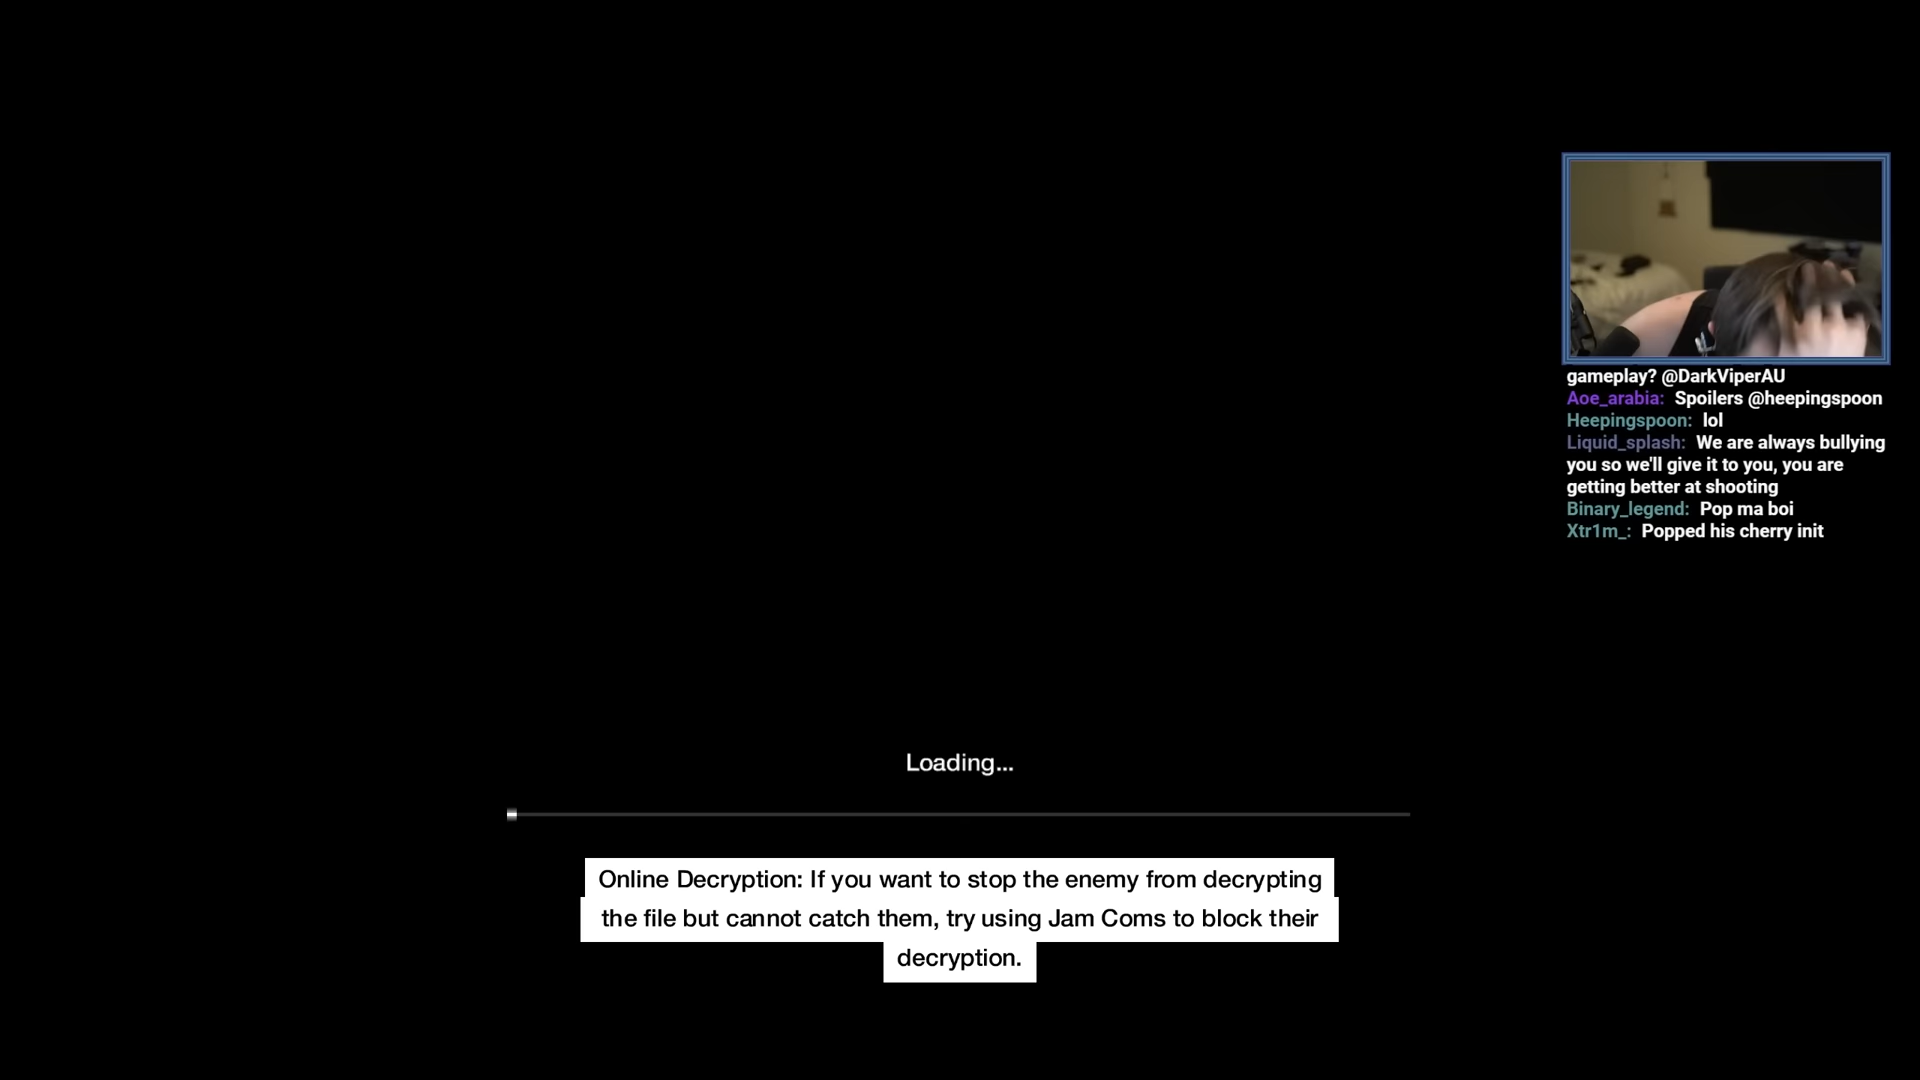 gameplay? @DarkViperAU
Aoe_arabia: Spoilers @heepingspoon
Heepingspoon: lol
Liquid_splash: We are always bullying
you so we'll give it to you, you are
getting better at shooting
Binary_legend: Pop ma boi
Xtr1m_: Popped his cherry init
Loading...
Online Decryption: If you want to stop the enemy from decrypting
the file but cannot catch them, try using Jam Coms to block their
decryption.